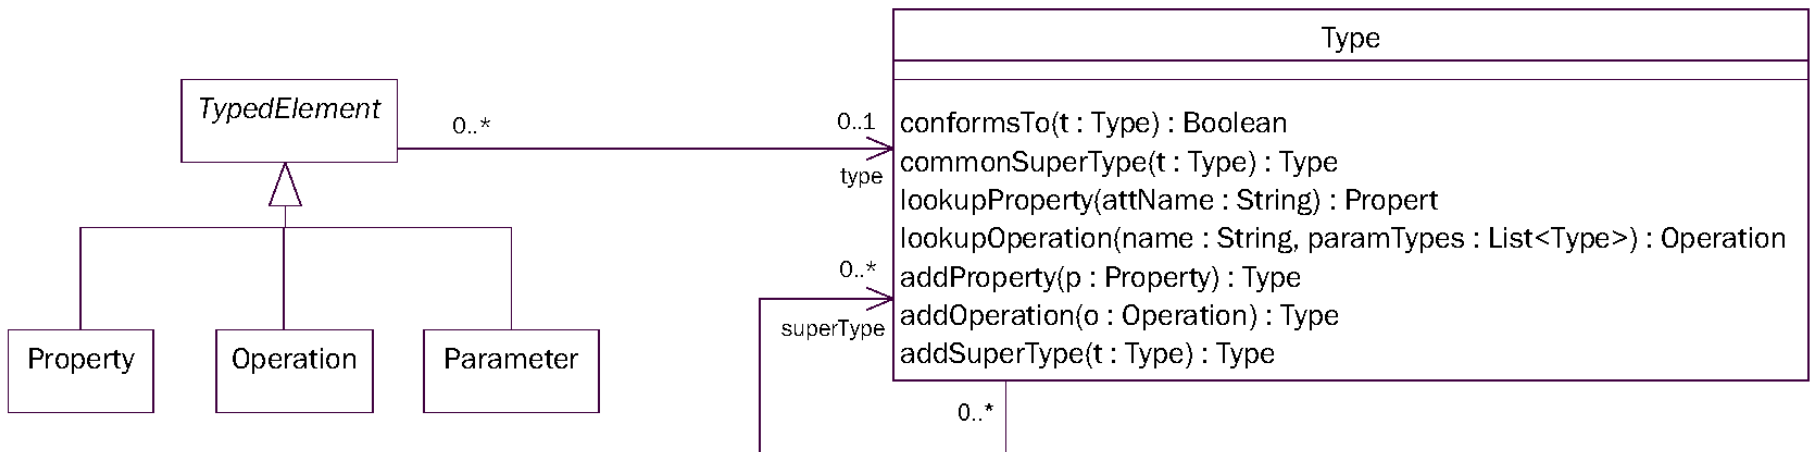 Type
TypedElement
0..*
0..1
type
conformsTo(t : Type) : Boolean
commonSuperType(t : Type) : Type
lookupProperty(attName : String) : Propert
lookupOperation(name : String, paramTypes : List<Type>) : Operation
addProperty(p : Property) : Type
addOperation(o : Operation) : Type
addSuperType(t : Type) : Type
0..*
superType
Property
Operation
Parameter
0..*